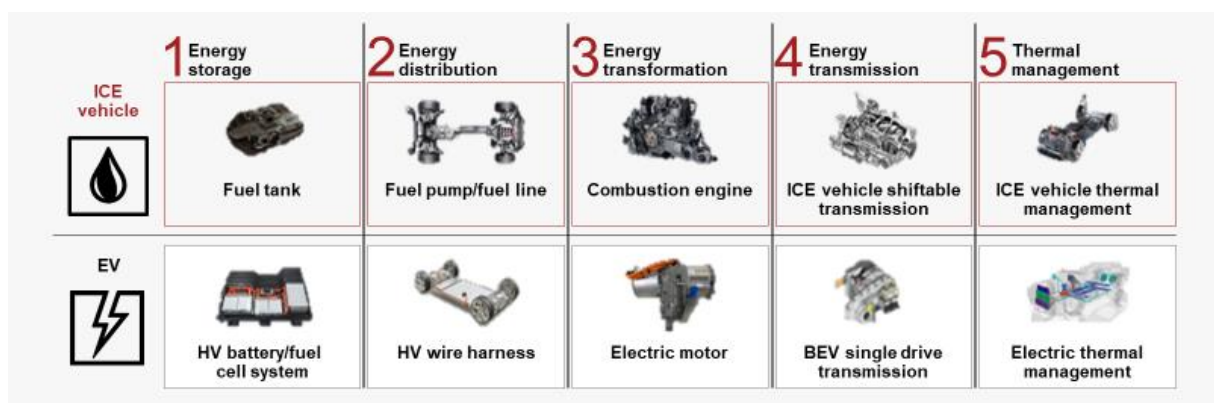 1 Energy storage
2 Energy distribution
3 Energy transformation
4 Energy transmission
5 Thermal management
ICE vehicle
Fuel tank
Fuel pump/fuel line
Combustion engine
ICE vehicle shiftable transmission
ICE vehicle thermal management
EV
HV battery/fuel cell system
HV wire harness
Electric motor
BEV single drive transmission
Electric thermal management